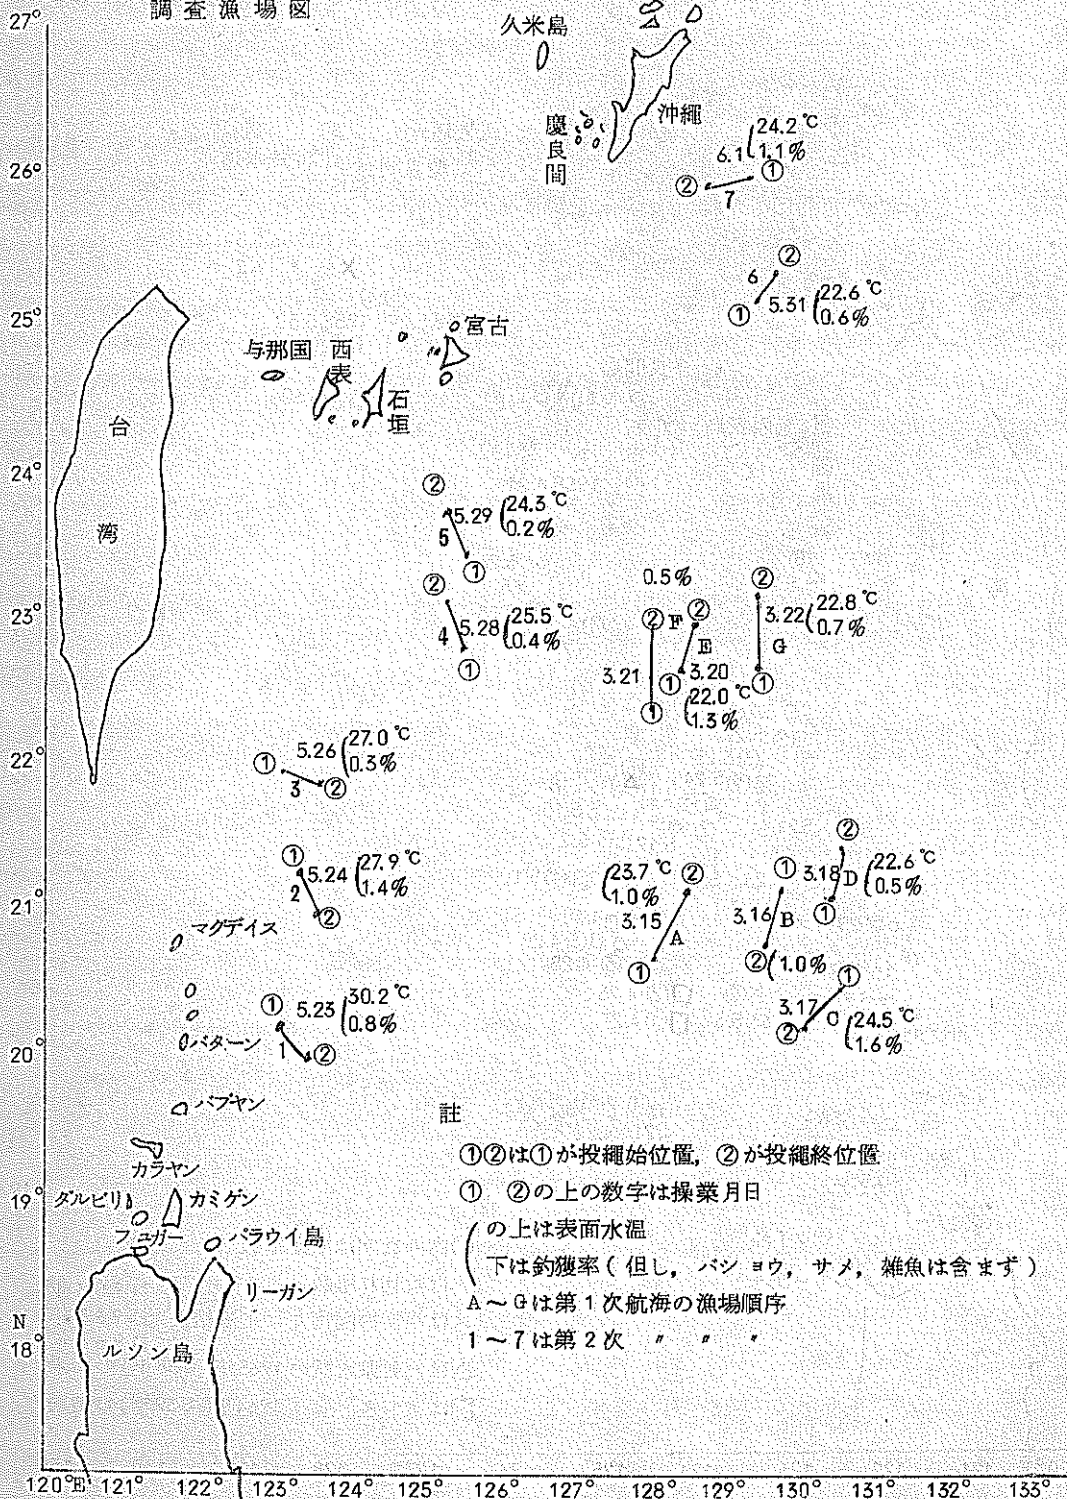 調査漁場図
27°
久米島
沖縄
慶良間
24.2℃
6.1 1.1%
26°
② ①
7
②
6
5.31 22.6℃
0.6%
①
25°
宮古
与那国 西表
石垣
台湾
24°
②
5.29 24.3℃
0.2%
5
①
②
5.28 25.5℃
0.4%
4
①
23°
0.5%
② F ② ②
3.22 22.8℃
0.7%
E G
3.21 ① 3.20 ①
22.0℃
1.3%
①
22°
① 5.26 27.0℃
0.3%
3 ②
① 5.24 27.9℃
1.4%
2 ②
②
23.7℃
1.0%
② ① 3.18 D 22.6℃
0.5%
3.15 A 3.16 B ①
① ② 1.0%
21°
マグデイス
①
3.17 C 24.5℃
1.6%
②
① 5.23 30.2℃
0.8%
1 ②
20°
バターン
バブヤン
カラヤン
19°
ダルビリ カミゲン
フュガー パラウイ島
リーガン
N
18°
ルソン島
註
①②は①が投縄始位置,②が投縄終位置
① ②の上の数字は操業月日
( の上は表面水温
下は釣獲率(但し,バショウ,サメ,雑魚は含まず)
A~Gは第1次航海の漁場順序
1~7は第2次 〃 〃 〃
120°E 121° 122° 123° 124° 125° 126° 127° 128° 129° 130° 131° 132° 133°